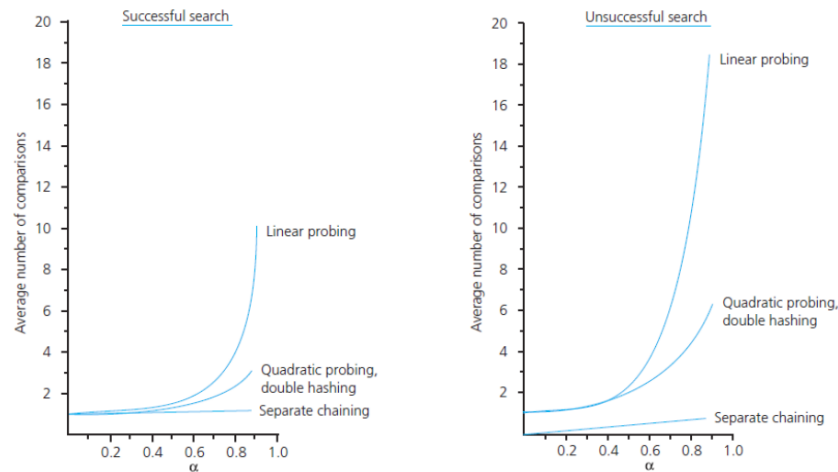 Successful search
Average number of comparisons
20
18
16
14
12
10
8
6
4
2
Linear probing
Quadratic probing,
double hashing
Separate chaining
0.2 0.4 0.6 0.8 1.0
α
Unsuccessful search
Average number of comparisons
20
18
16
14
12
10
8
6
4
2
Linear probing
Quadratic probing,
double hashing
Separate chaining
0.2 0.4 0.6 0.8 1.0
α